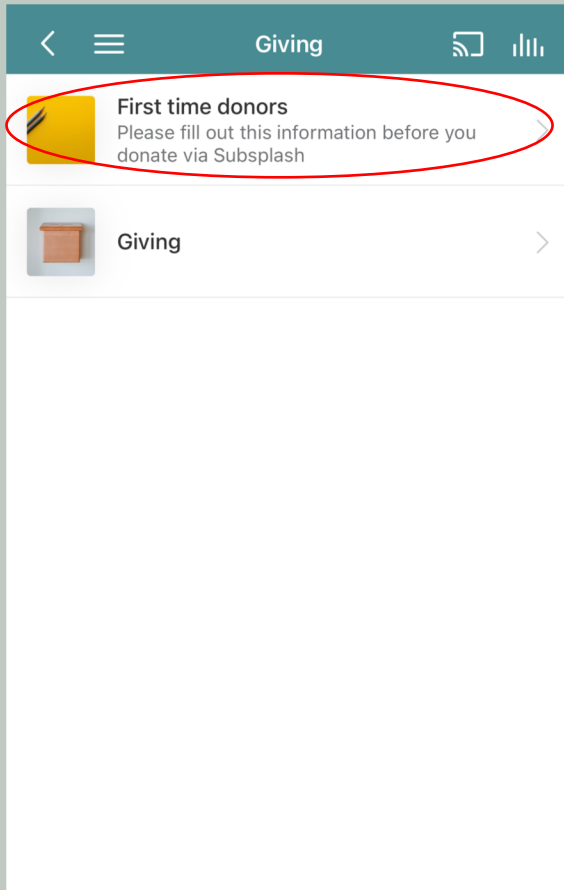 Giving
First time donors
Please fill out this information before you
donate via Subsplash
Giving